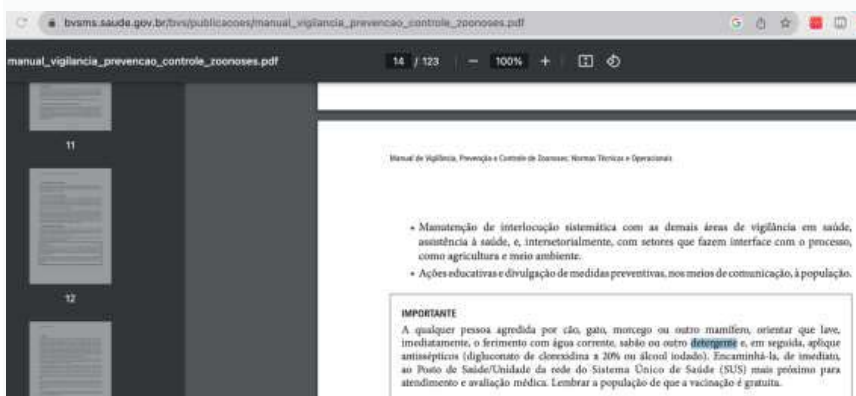 bvsms.saude.gov.br/bvs/publicacoes/manual_vigilancia_prevencao_controle_zoonoses.pdf
manual_vigilancia_prevencao_controle_zoonoses.pdf
14 / 123
100%
11
12
Manual de Vigilância, Prevenção e Controle de Zoonoses: Normas Técnicas e Operacionais
• Manutenção de interlocução sistemática com as demais áreas de vigilância em saúde,
assistência à saúde, e, intersetorialmente, com setores que fazem interface com o processo,
como agricultura e meio ambiente.
• Ações educativas e divulgação de medidas preventivas, nos meios de comunicação, à população.
IMPORTANTE
A qualquer pessoa agredida por cão, gato, morcego ou outro mamífero, orientar que lave,
imediatamente, o ferimento com água corrente, sabão ou outro detergente e, em seguida, aplique
antissépticos (digluconato de clorexidina a 20% ou álcool iodado). Encaminhá-la, de imediato,
ao Posto de Saúde/Unidade da rede do Sistema Único de Saúde (SUS) mais próximo para
atendimento e avaliação médica. Lembrar a população de que a vacinação é gratuita.